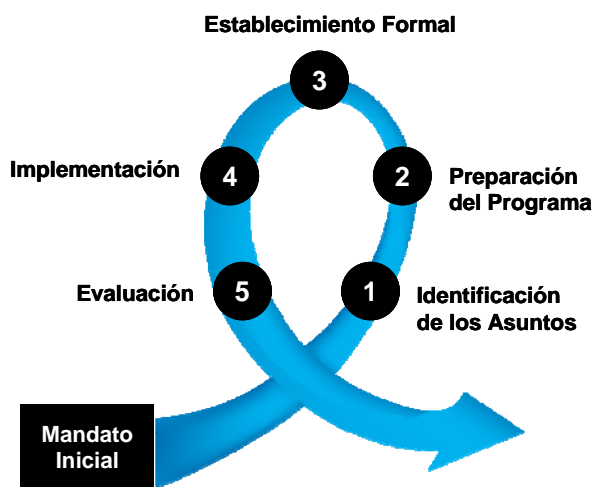 Establecimiento Formal
3
Implementación
4
2
Preparación
del Programa
Evaluación
5
1
Identificación
de los Asuntos
Mandato
Inicial